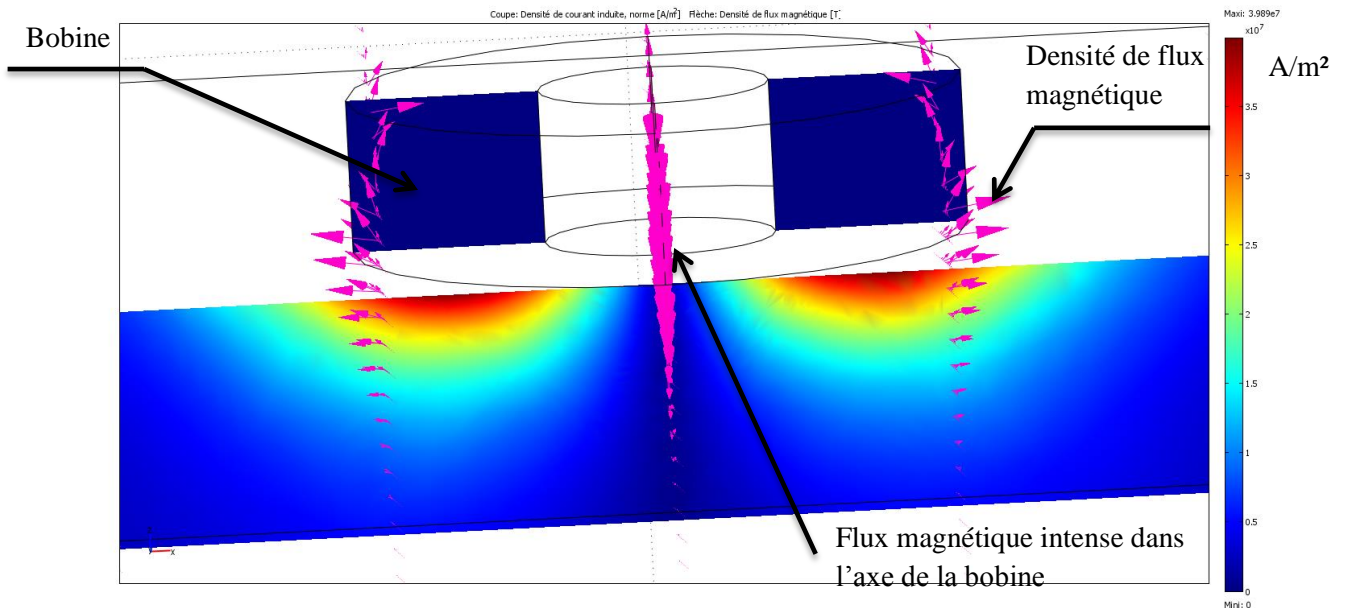 Coupe: Densité de courant induite, norme [A/m²] Flèche: Densité de flux magnétique [T]
Maxi: 3.989e7
x10⁷
A/m²
Bobine
Densité de flux
magnétique
3.5
3
2.5
2
1.5
1
0.5
0
Flux magnétique intense dans
l'axe de la bobine
x
Mini: 0